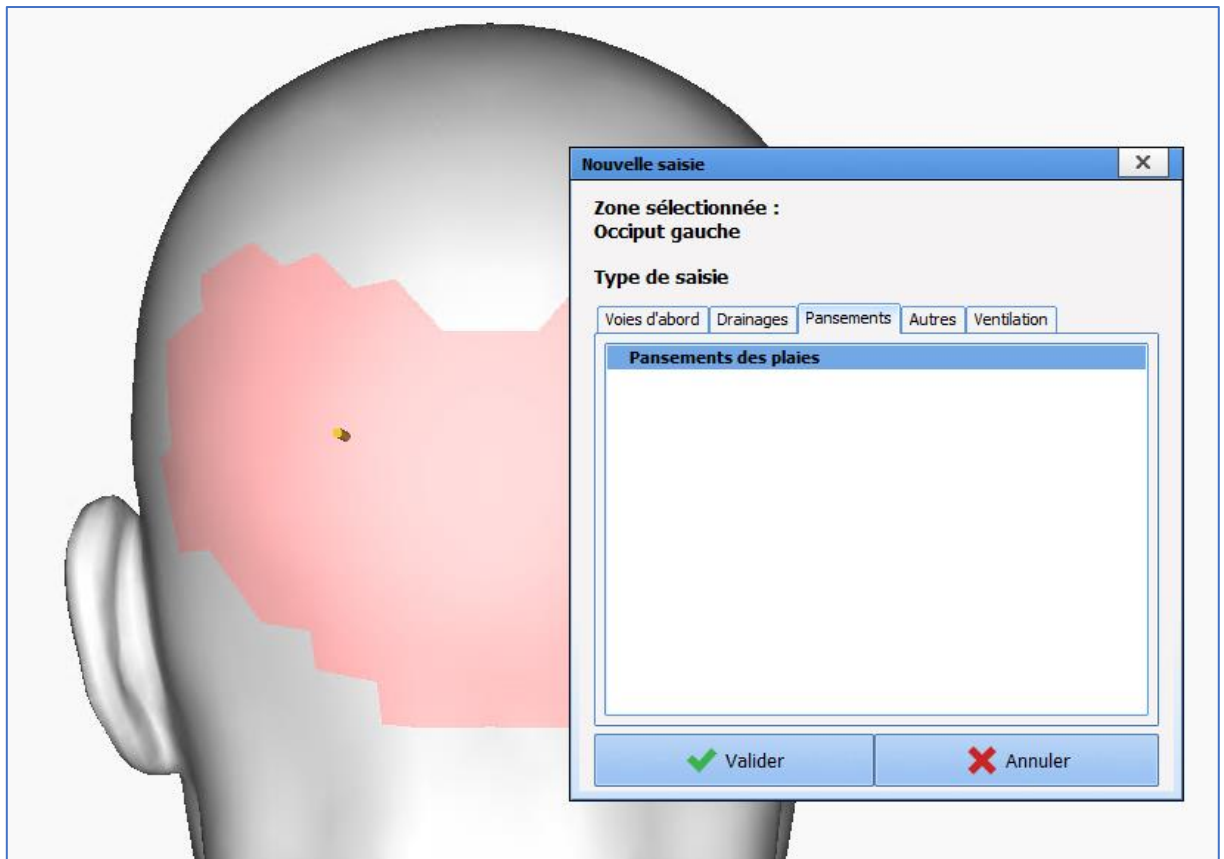 Nouvelle saisie
Zone sélectionnée :
Occiput gauche
Type de saisie
Voies d'abord Drainages Pansements Autres Ventilation
Pansements des plaies
Valider Annuler